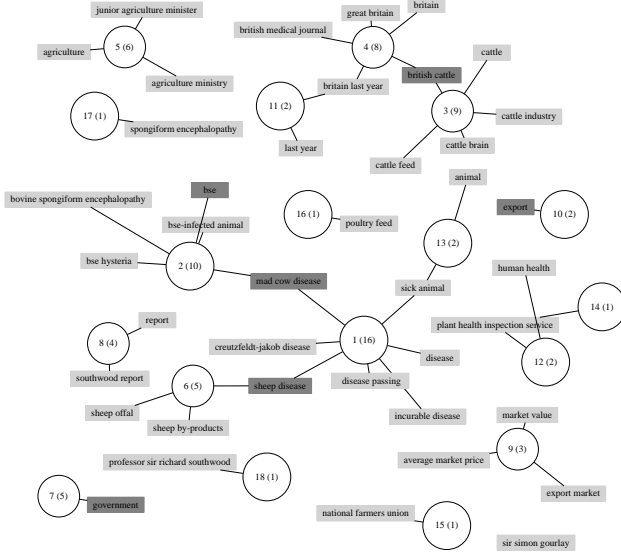 junior agriculture minister
great britain
britain
british medical journal
agriculture
5 (6)
4 (8)
cattle
agriculture ministry
british cattle
britain last year
11 (2)
17 (1)
3 (9)
cattle industry
spongiform encephalopathy
last year
cattle brain
cattle feed
animal
bse
bovine spongiform encephalopathy
export
16 (1)
10 (2)
bse-infected animal
poultry feed
13 (2)
bse hysteria
2 (10)
human health
mad cow disease
sick animal
14 (1)
report
plant health inspection service
8 (4)
1 (16)
creutzfeldt-jakob disease
disease
12 (2)
southwood report
disease passing
6 (5)
sheep disease
sheep offal
incurable disease
market value
sheep by-products
9 (3)
professor sir richard southwood
average market price
18 (1)
7 (5)
export market
government
national farmers union
15 (1)
sir simon gourlay